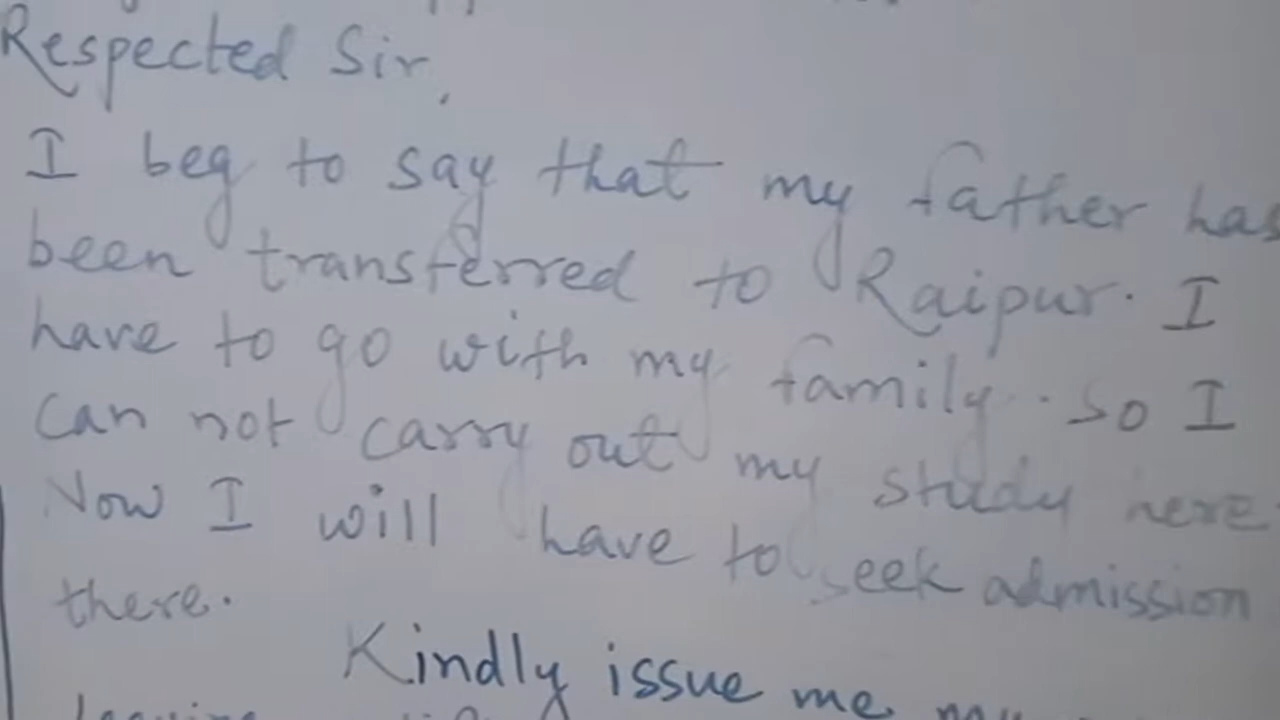 Respected Sir,
I beg to say that my father has
been transferred to Raipur. I
have to go with my family. so I
can not carry out my study here
Now I will have to seek admission
there.
Kindly issue me my
leaving